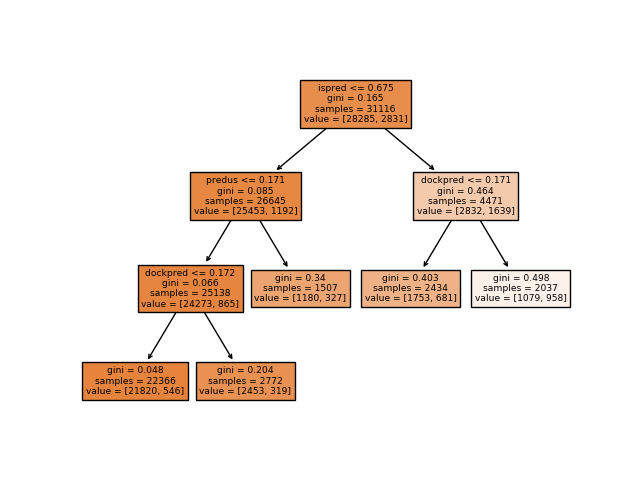 ispred <= 0.675
gini = 0.165
samples = 31116
value = [28285, 2831]
predus <= 0.171
gini = 0.085
samples = 26645
value = [25453, 1192]
dockpred <= 0.171
gini = 0.464
samples = 4471
value = [2832, 1639]
dockpred <= 0.172
gini = 0.066
samples = 25138
value = [24273, 865]
gini = 0.34
samples = 1507
value = [1180, 327]
gini = 0.403
samples = 2434
value = [1753, 681]
gini = 0.498
samples = 2037
value = [1079, 958]
gini = 0.048
samples = 22366
value = [21820, 546]
gini = 0.204
samples = 2772
value = [2453, 319]